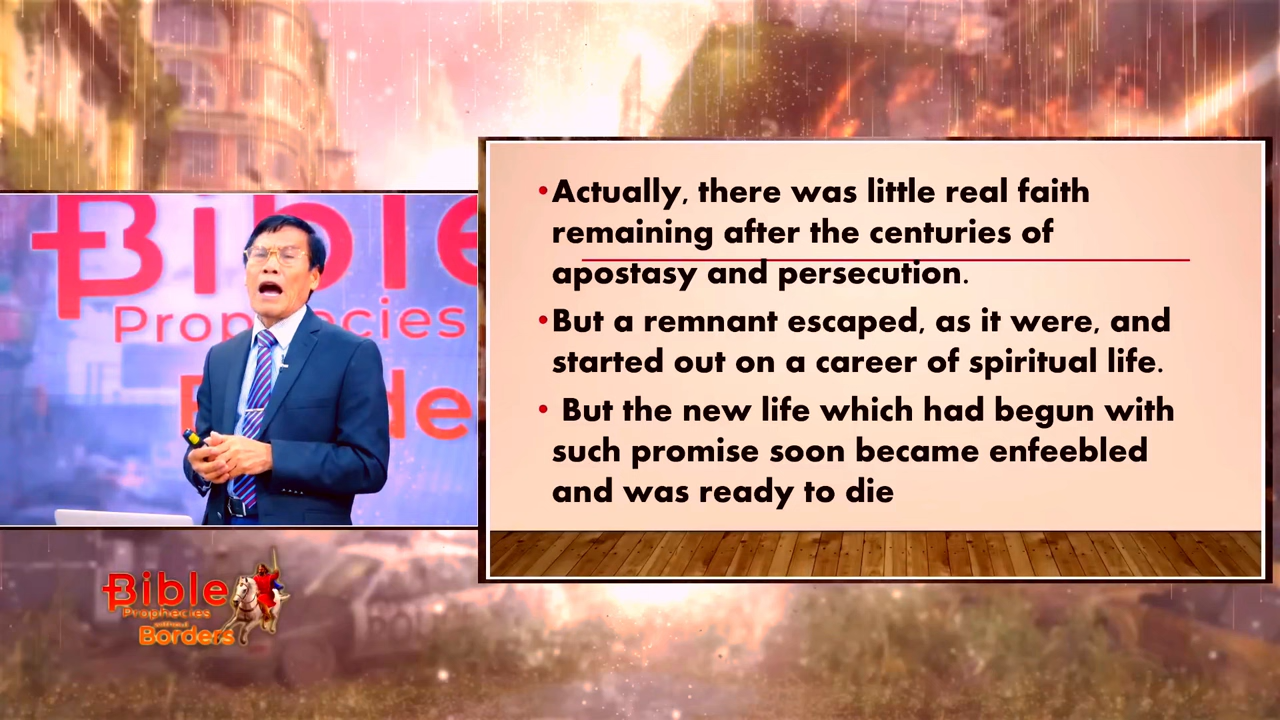 Bible
Prophecies
•Actually, there was little real faith
remaining after the centuries of
apostasy and persecution.
•But a remnant escaped, as it were, and
started out on a career of spiritual life.
• But the new life which had begun with
such promise soon became enfeebled
and was ready to die
Bible
Prophecies
without
Borders